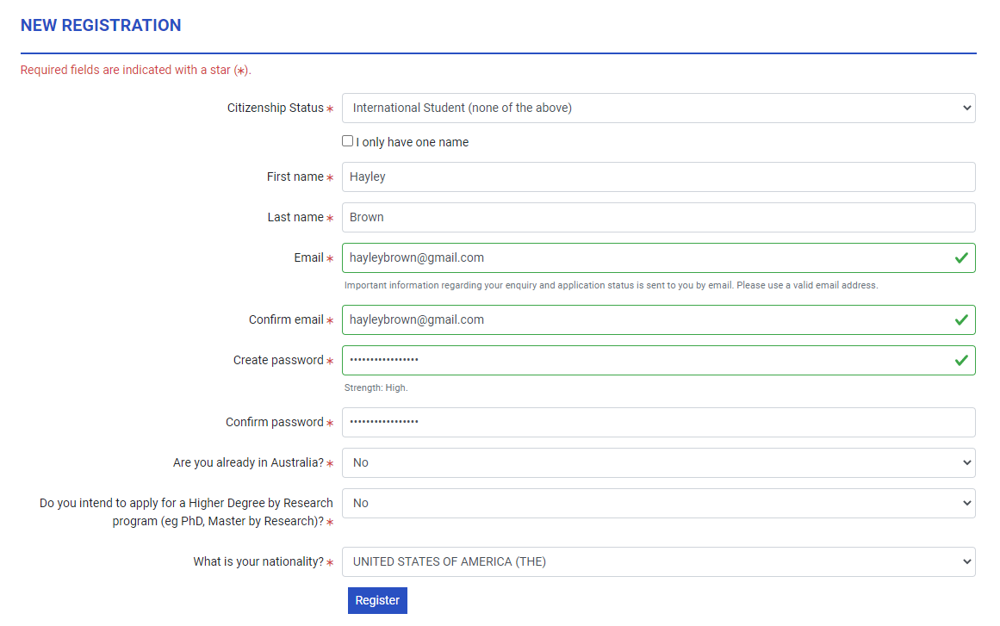 NEW REGISTRATION
Required fields are indicated with a star (*).
Citizenship Status * International Student (none of the above)
I only have one name
First name * Hayley
Last name * Brown
Email * hayleybrown@gmail.com
Important information regarding your enquiry and application status is sent to you by email. Please use a valid email address.
Confirm email * hayleybrown@gmail.com
Create password * •••••••••••••••••
Strength: High.
Confirm password * •••••••••••••••••
Are you already in Australia? * No
Do you intend to apply for a Higher Degree by Research No
program (eg PhD, Master by Research)? *
What is your nationality? * UNITED STATES OF AMERICA (THE)
Register